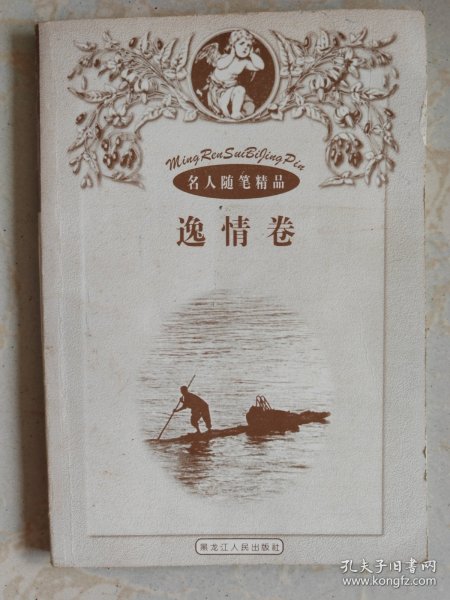 MingRenSuiBiJingPin
名人随笔精品
逸情卷
黑龙江人民出版社
孔夫子旧书网
www.kongfz.com